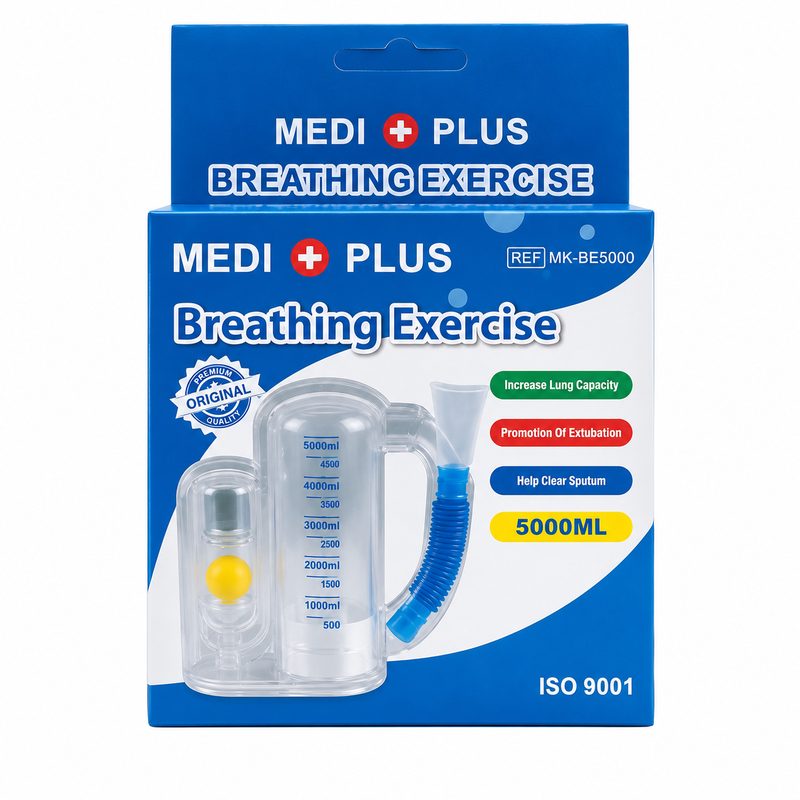 MEDI PLUS
BREATHING EXERCISE
MEDI PLUS
REF MK-BE5000
Breathing Exercise
PREMIUM
ORIGINAL
QUALITY
Increase Lung Capacity
Promotion Of Extubation
Help Clear Sputum
5000ML
5000ml
4500
4000ml
3500
3000ml
2500
2000ml
1500
1000ml
500
ISO 9001